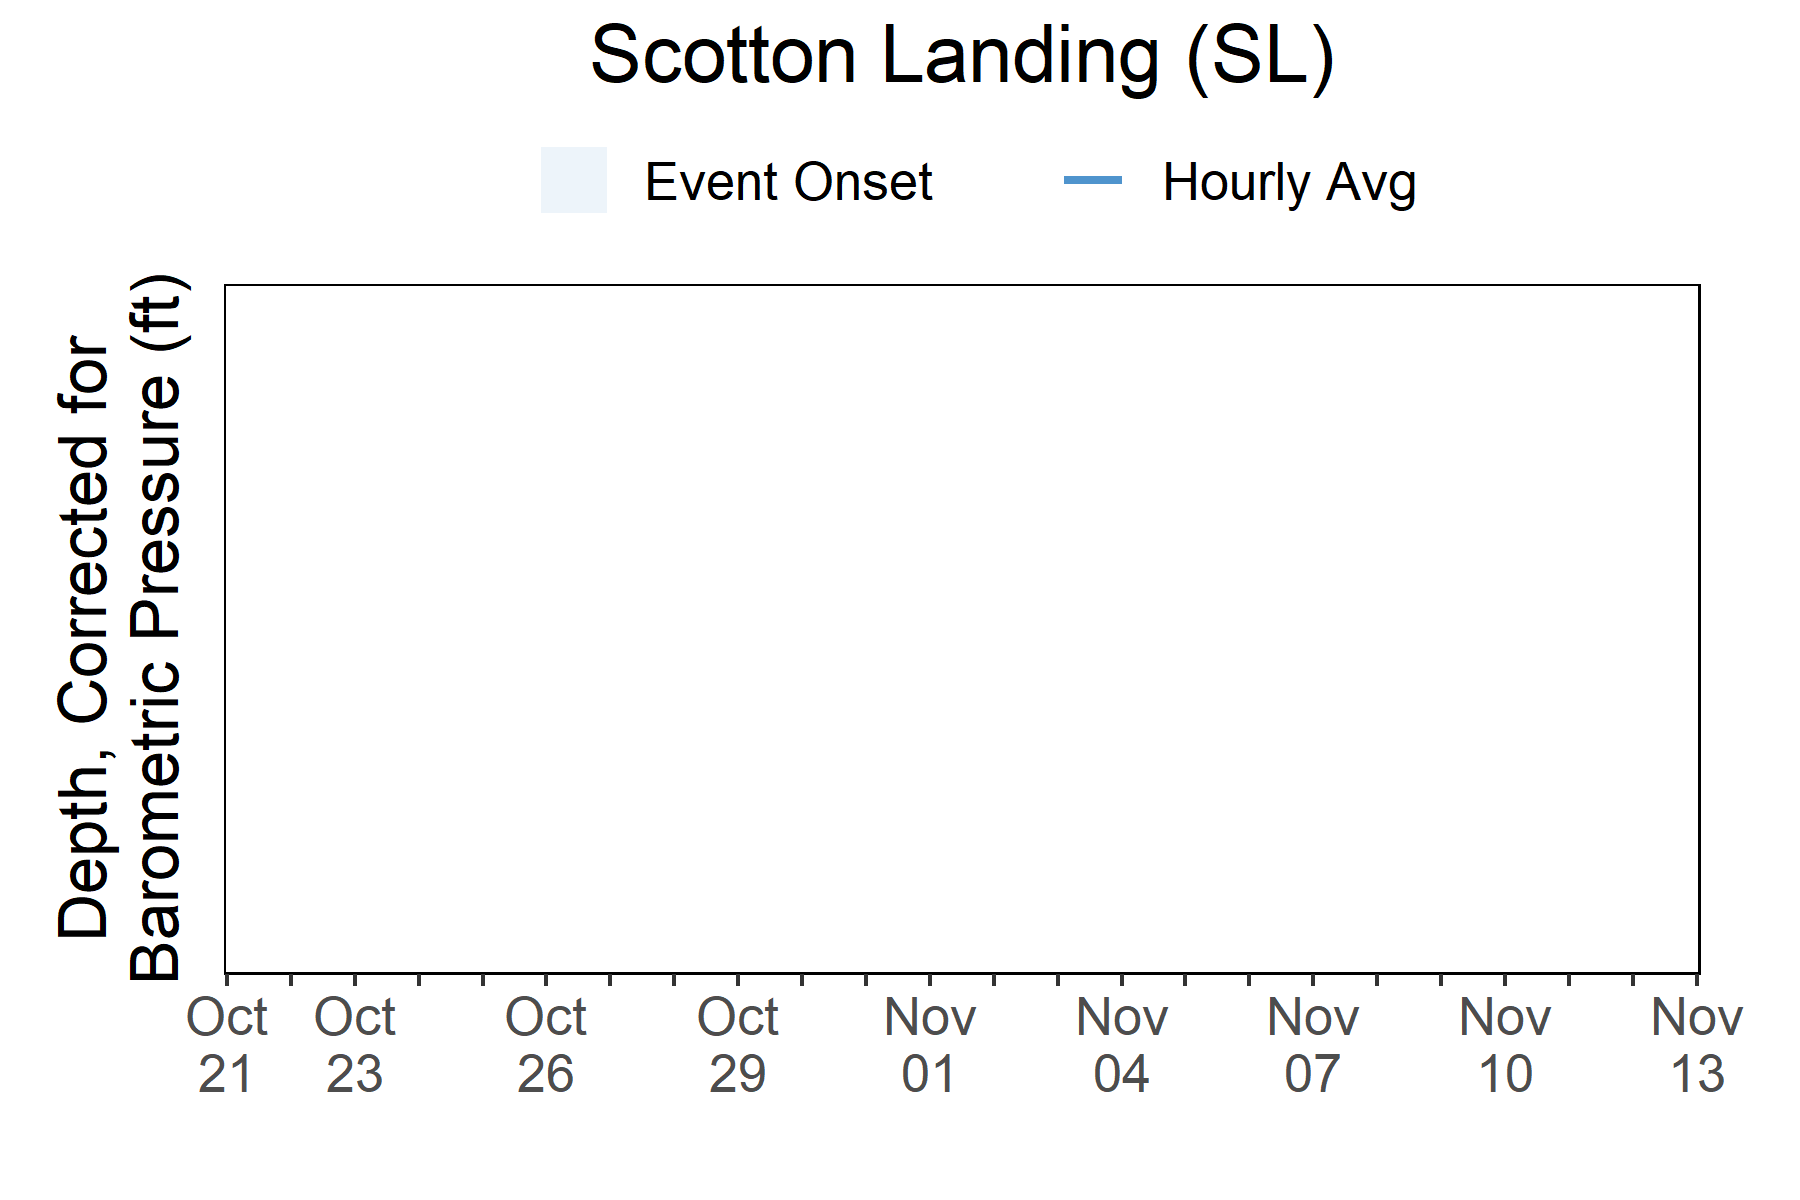 Scotton Landing (SL)
Event Onset
Hourly Avg
Depth, Corrected for
Barometric Pressure (ft)
Oct Oct Oct Oct Nov Nov Nov Nov Nov
21 23 26 29 01 04 07 10 13